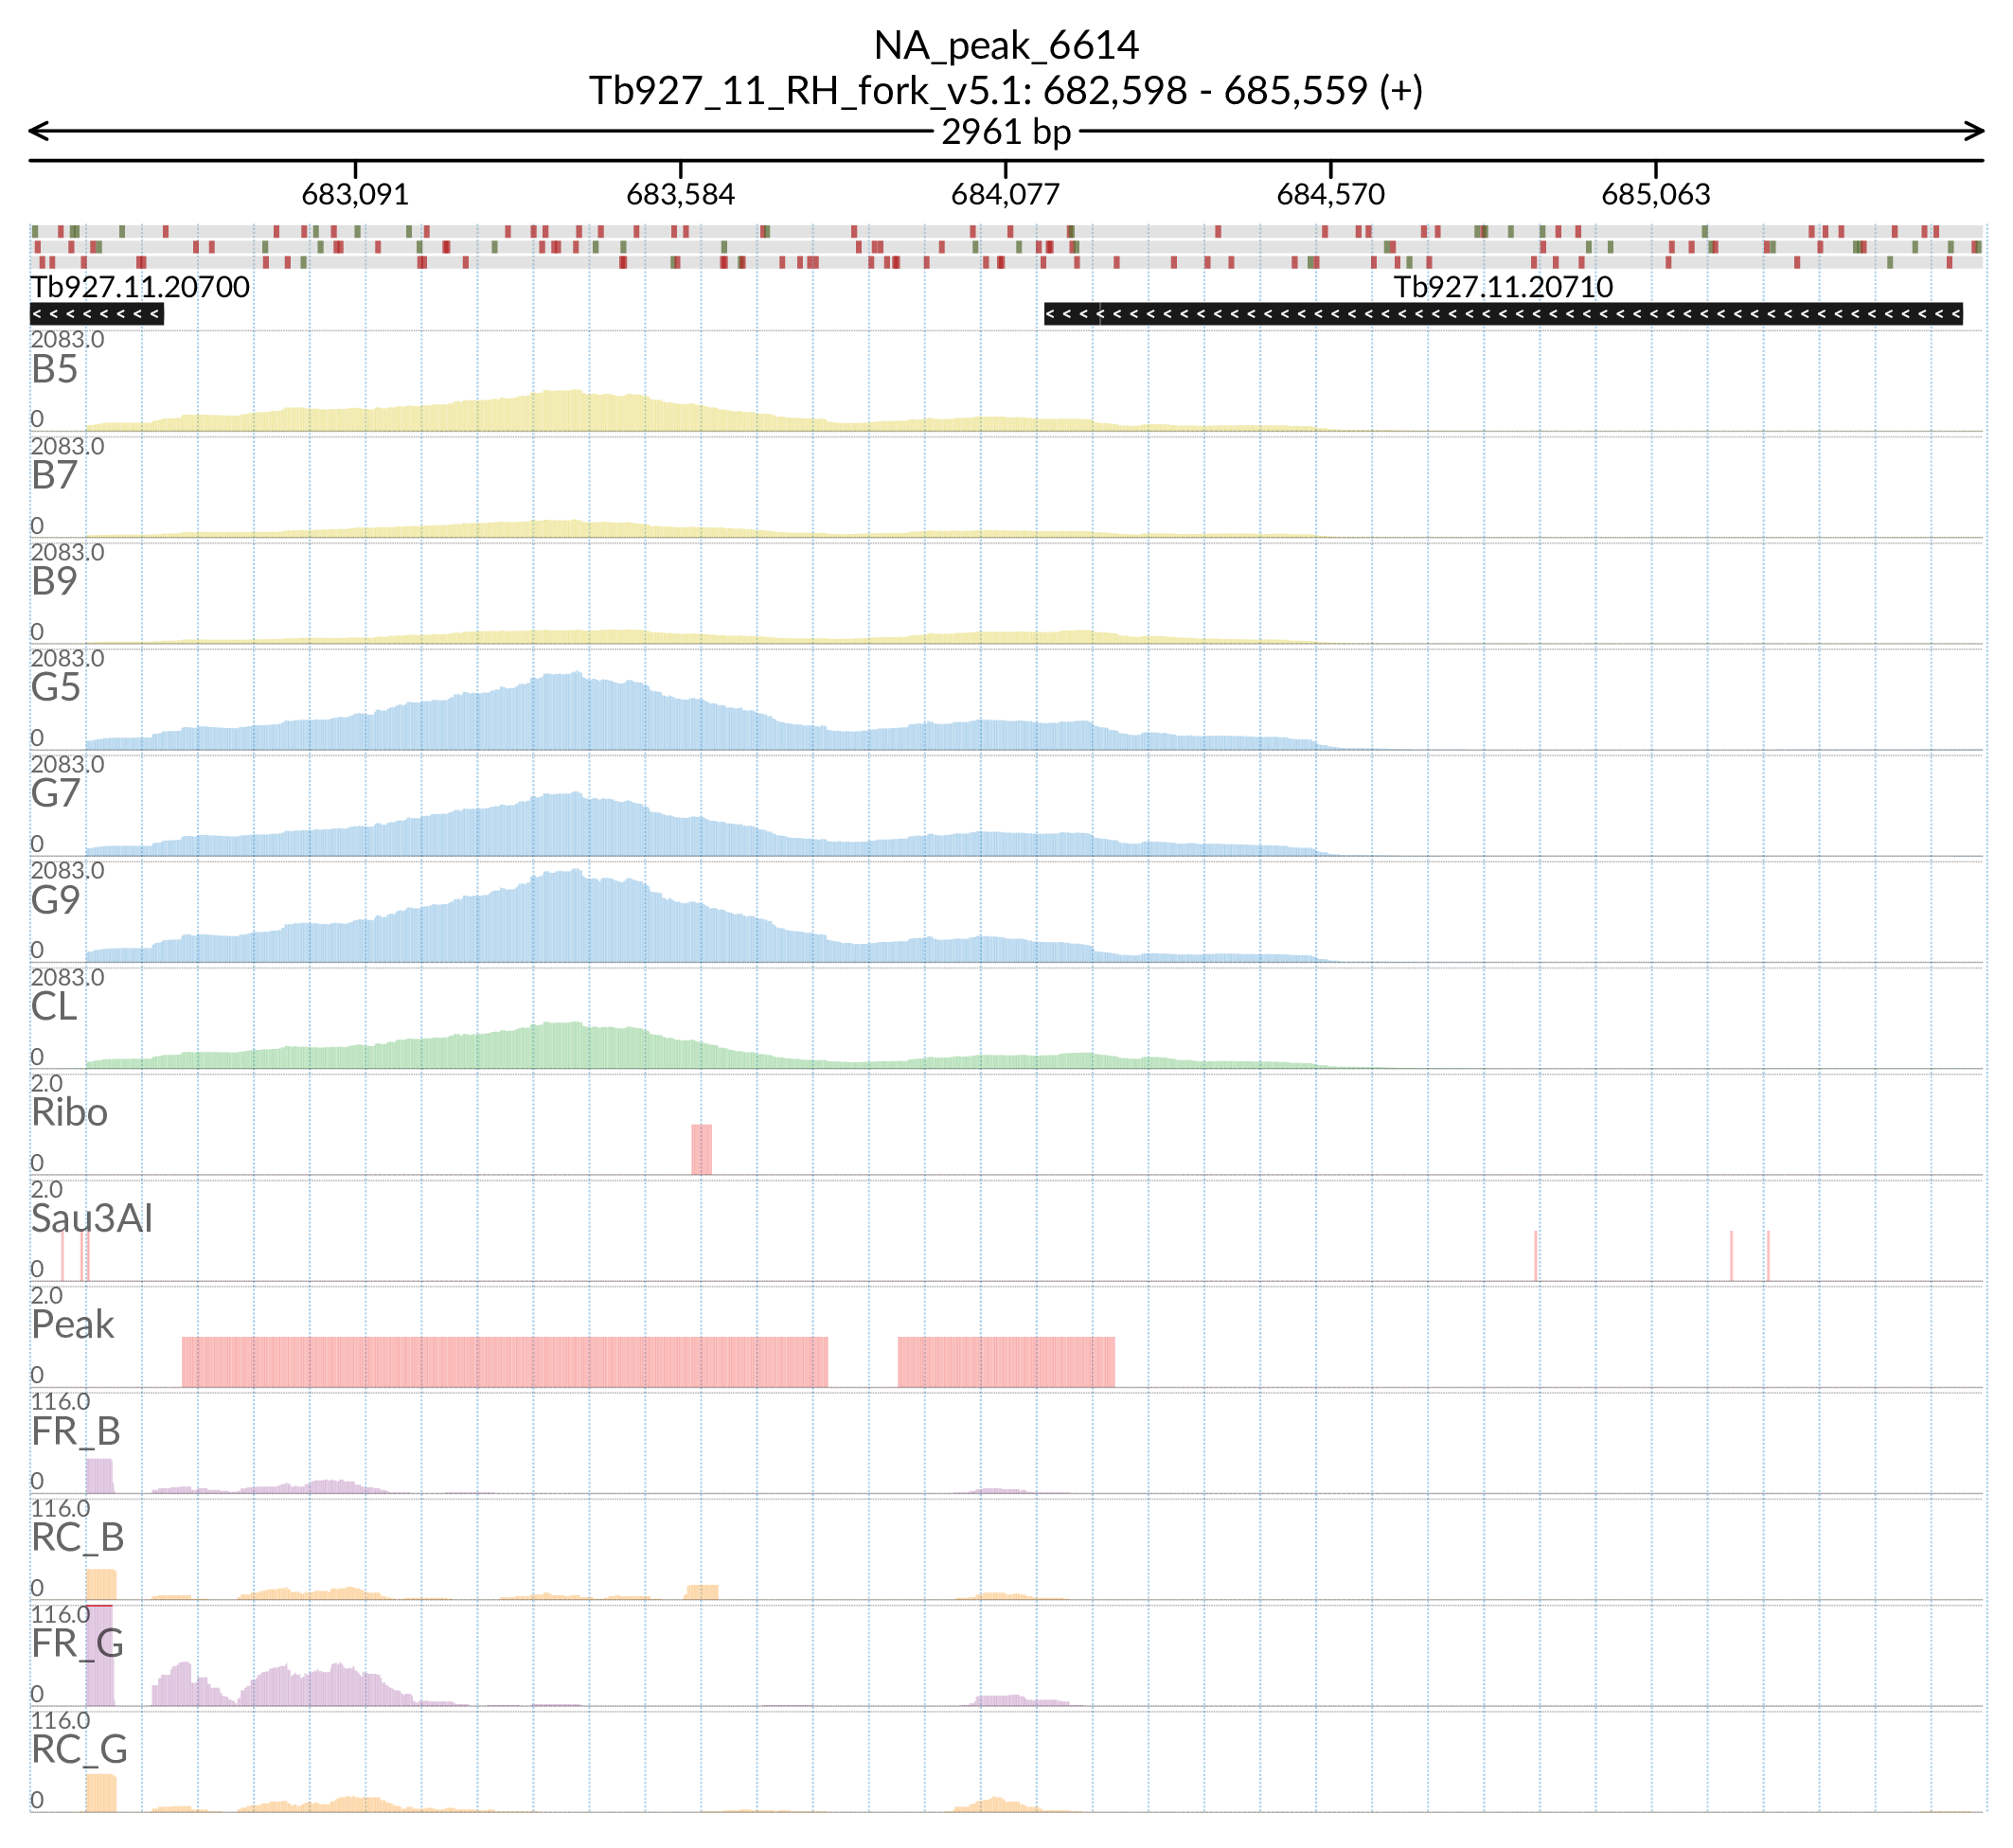 NA_peak_6614
Tb927_11_RH_fork_v5.1: 682,598 - 685,559 (+)
2961 bp
683,091 683,584 684,077 684,570 685,063
Tb927.11.20700 Tb927.11.20710
2083.0
B5
0
2083.0
B7
0
2083.0
B9
0
2083.0
G5
0
2083.0
G7
0
2083.0
G9
0
2083.0
CL
0
2.0
Ribo
0
2.0
Sau3AI
0
2.0
Peak
0
116.0
FR_B
0
116.0
RC_B
0
116.0
FR_G
0
116.0
RC_G
0